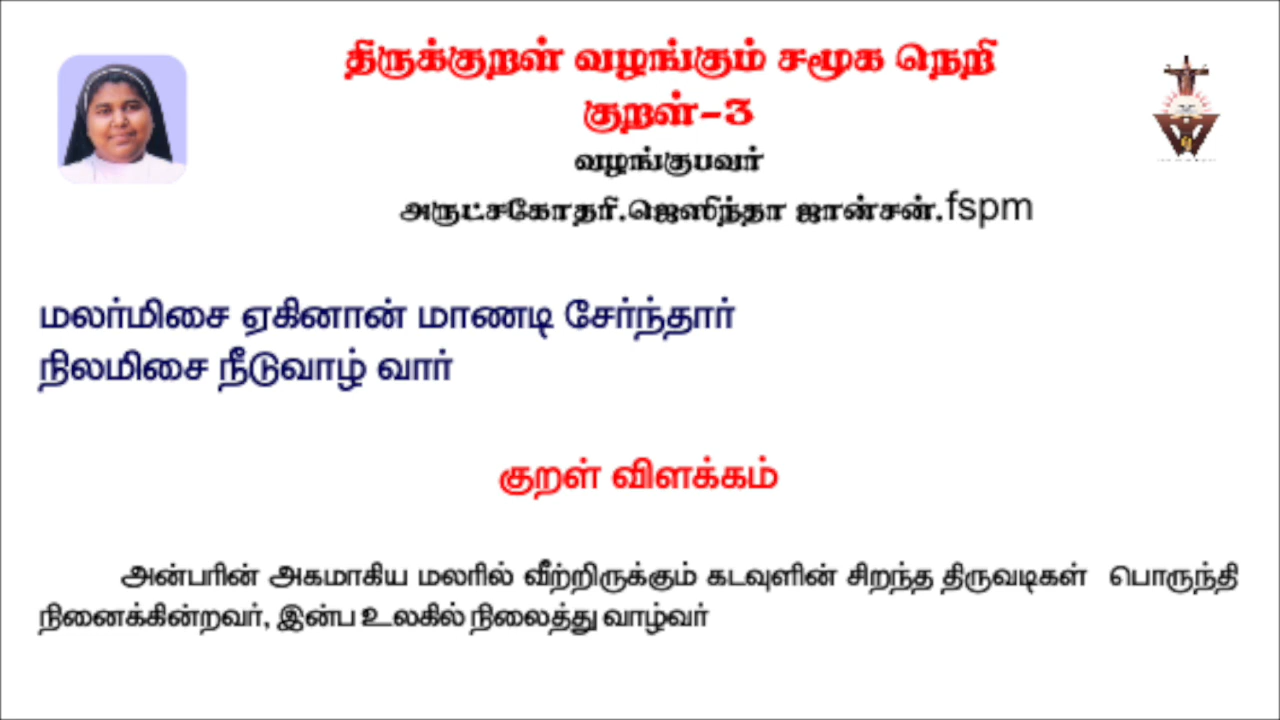 திருக்குறள் வழங்கும் சமூக நெறி
குறள்-3
வழங்குபவர்
அருட்சகோதரி.ஜெஸிந்தா ஜான்சன்.fspm
மலர்மிசை ஏகினான் மாணடி சேர்ந்தார்
நிலமிசை நீடுவாழ் வார்
குறள் விளக்கம்
அன்பரின் அகமாகிய மலரில் வீற்றிருக்கும் கடவுளின் சிறந்த திருவடிகள் பொருந்தி
நினைக்கின்றவர், இன்ப உலகில் நிலைத்து வாழ்வர்